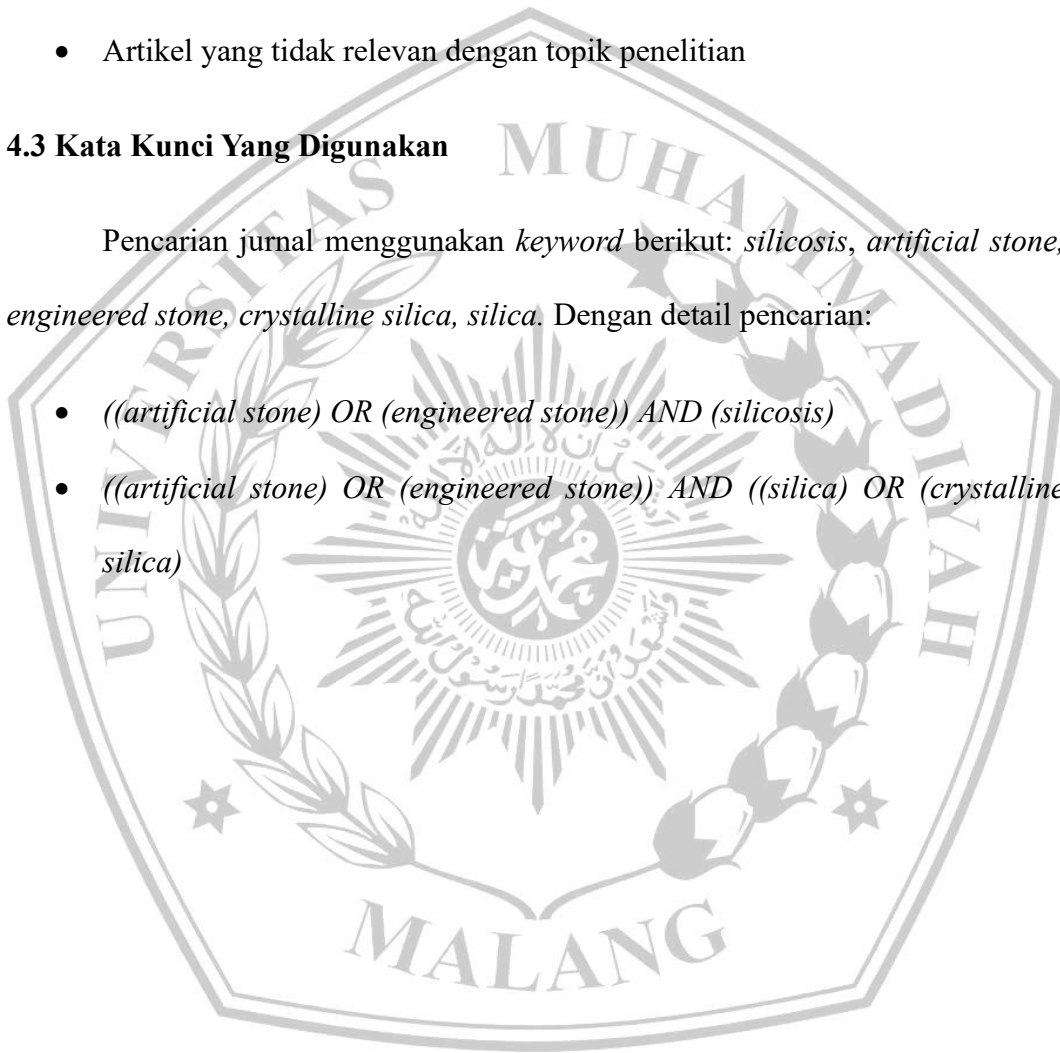 • Artikel yang tidak relevan dengan topik penelitian
4.3 Kata Kunci Yang Digunakan
Pencarian jurnal menggunakan keyword berikut: silicosis, artificial stone,
engineered stone, crystalline silica, silica. Dengan detail pencarian:
• ((artificial stone) OR (engineered stone)) AND (silicosis)
• ((artificial stone) OR (engineered stone)) AND ((silica) OR (crystalline
silica)
UNIVERSITAS MUHAMMADIYAH
MALANG